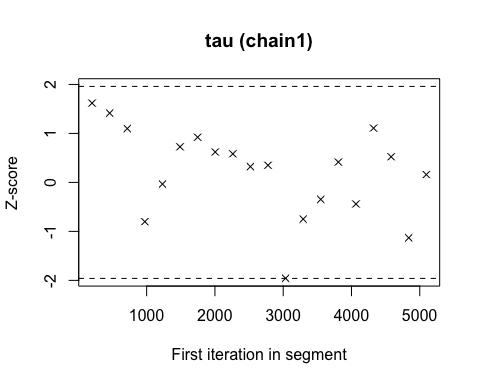 tau (chain1)
Z-score
2
1
0
-1
-2
1000 2000 3000 4000 5000
First iteration in segment